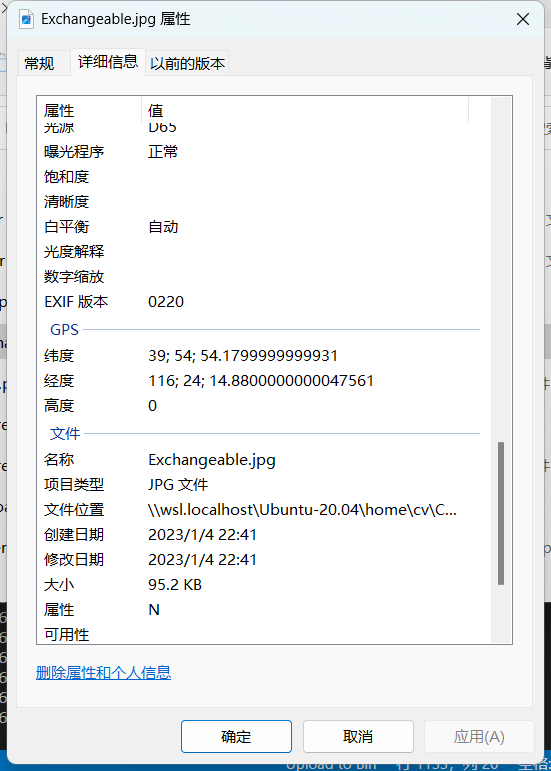 Exchangeable.jpg 属性
常规 详细信息 以前的版本
属性 值
光源 D65
曝光程序 正常
饱和度
清晰度
白平衡 自动
光度解释
数字缩放
EXIF 版本 0220
GPS
纬度 39; 54; 54.1799999999931
经度 116; 24; 14.8800000000047561
高度 0
文件
名称 Exchangeable.jpg
项目类型 JPG 文件
文件位置 \\wsl.localhost\Ubuntu-20.04\home\cv\C...
创建日期 2023/1/4 22:41
修改日期 2023/1/4 22:41
大小 95.2 KB
属性 N
可用性
删除属性和个人信息
确定 取消 应用(A)